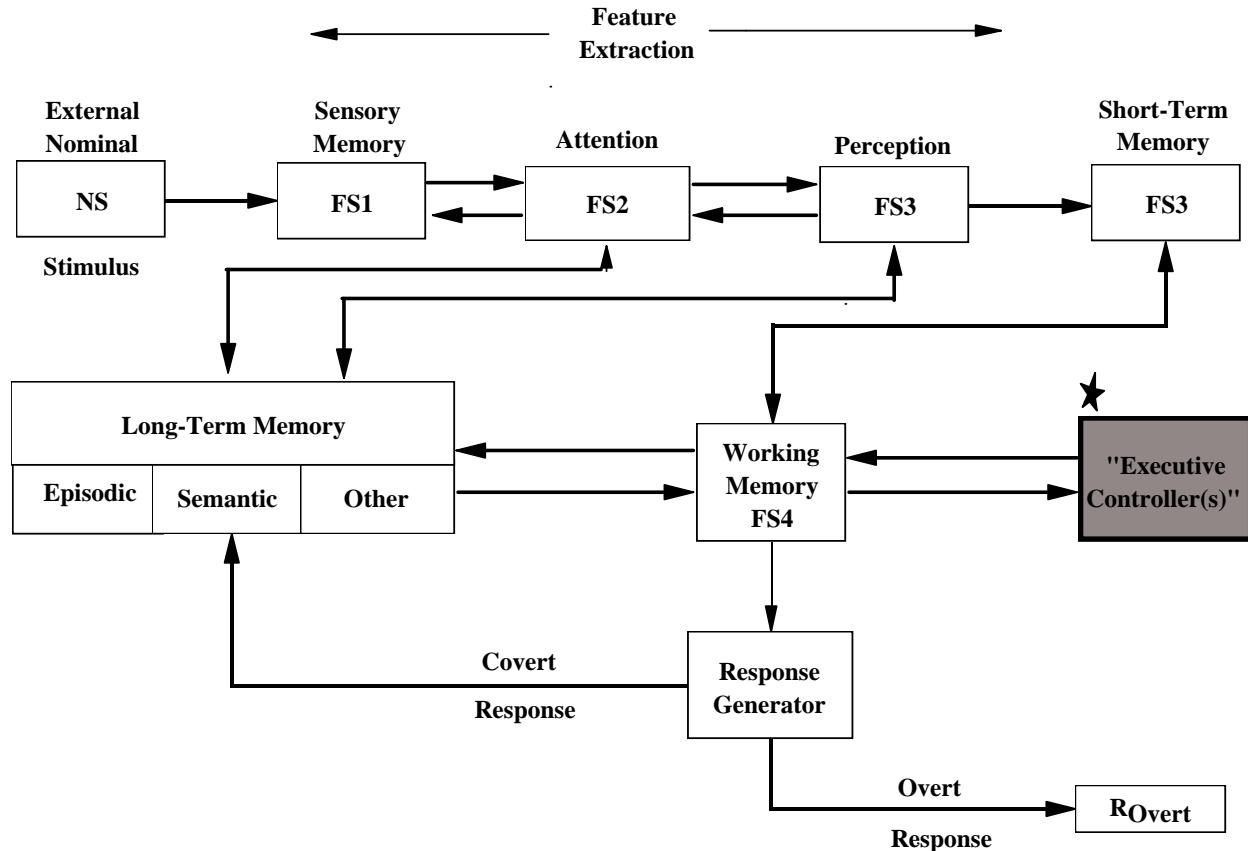 Feature
Extraction
External
Nominal
Sensory
Memory
Attention
Perception
Short-Term
Memory
NS
FS1
FS2
FS3
FS3
Stimulus
Long-Term Memory
Episodic
Semantic
Other
Working
Memory
FS4
"Executive
Controller(s)"
Covert
Response
Response
Generator
Overt
Response
ROvert